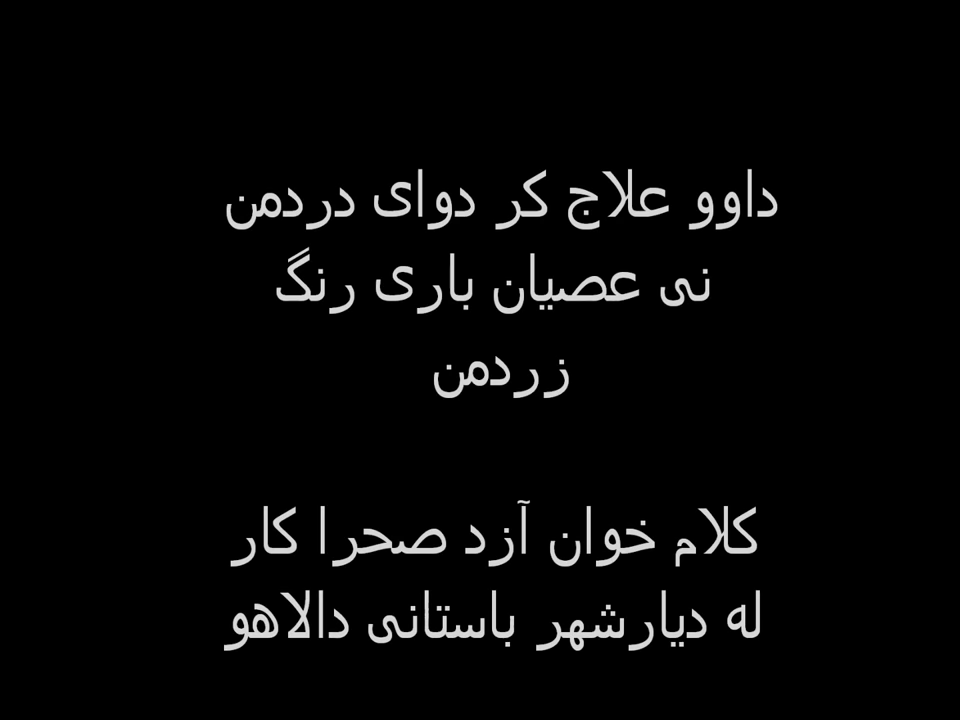 داوو علاج کر دوای دردمن
نی عصیان باری رنگ
زردمن
کلام خوان آزد صحرا کار
له دیارشهر باستانی دالاهو